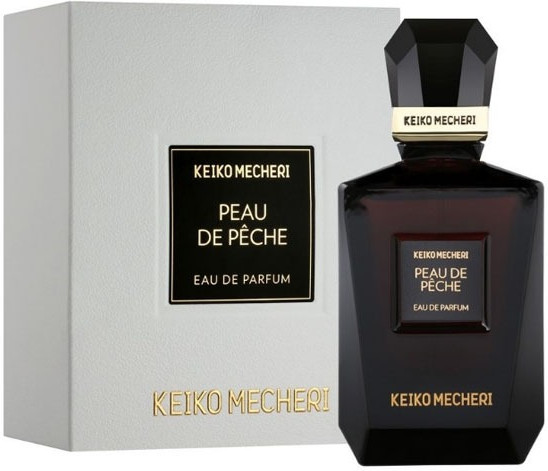 KEIKO MECHERI
PEAU
DE PÊCHE
EAU DE PARFUM
KEIKO MECHERI
KEIKO MECHERI
KEIKO MECHERI
PEAU DE
PÊCHE
EAU DE PARFUM
KEIKO MECHERI